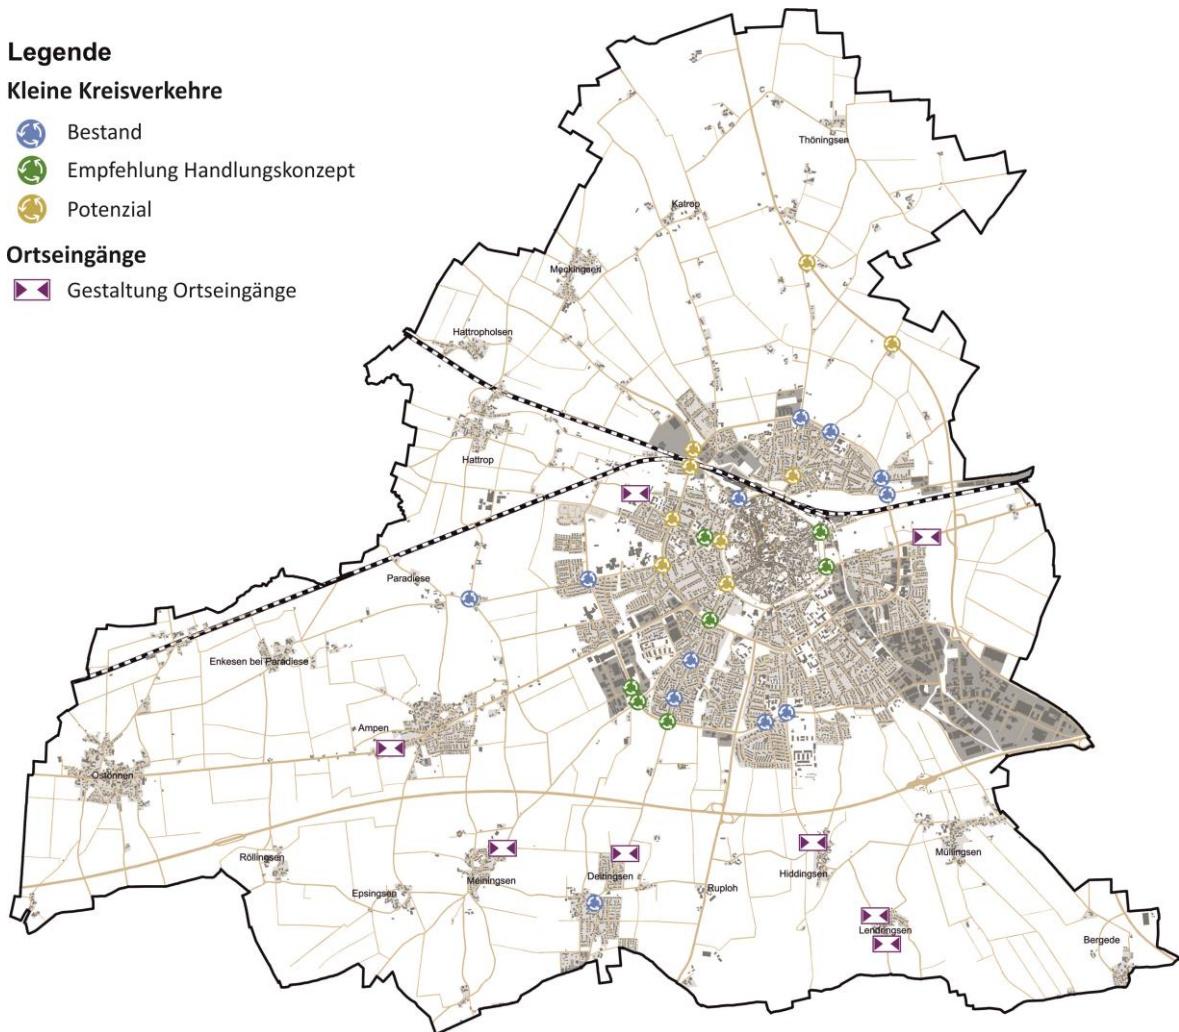 Legende
Kleine Kreisverkehre
Bestand
Empfehlung Handlungskonzept
Potenzial
Ortseingänge
Gestaltung Ortseingänge
Thöningsen
Katrop
Meckingsen
Hattropholsen
Hattrop
Paradiese
Enkesen bei Paradiese
Ampen
Ostönnen
Röllingsen
Epsingsen
Meiningsen
Deiringsen
Ruploh
Hiddingsen
Müllingsen
Lendringsen
Bergede